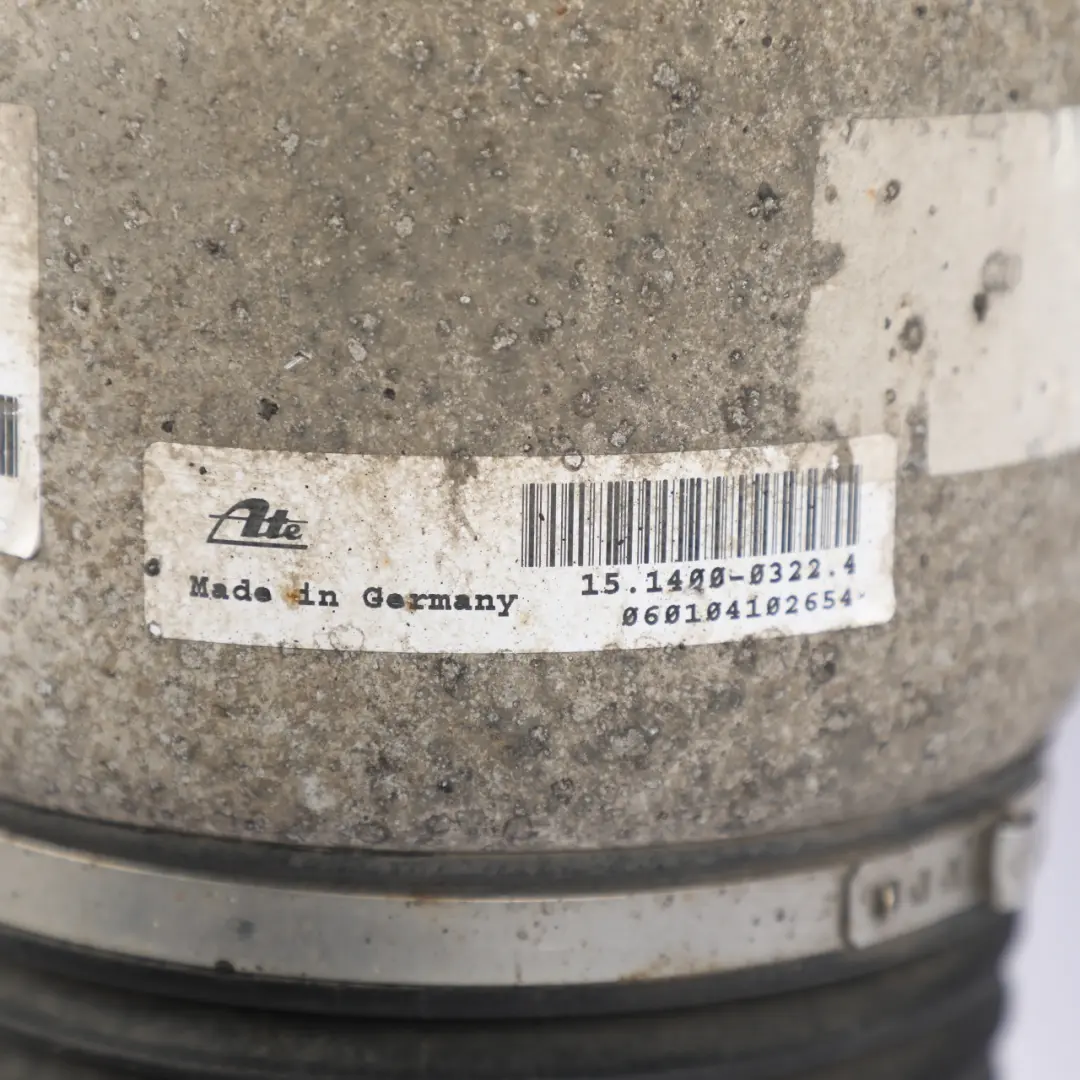 Ate
Made in Germany
15.1400-0322.4
060104102654